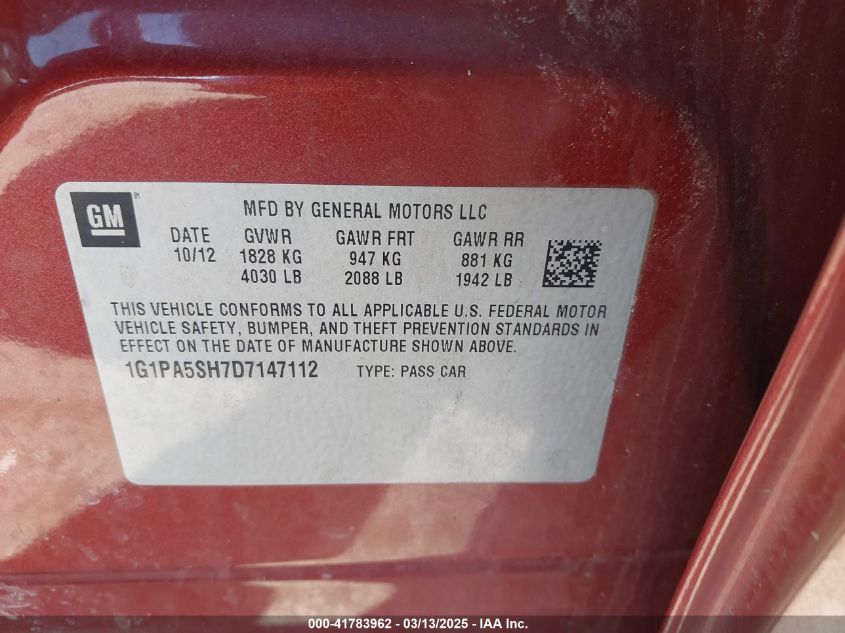 GM ®
MFD BY GENERAL MOTORS LLC
DATE GVWR GAWR FRT GAWR RR
10/12 1828 KG 947 KG 881 KG
4030 LB 2088 LB 1942 LB
THIS VEHICLE CONFORMS TO ALL APPLICABLE U.S. FEDERAL MOTOR
VEHICLE SAFETY, BUMPER, AND THEFT PREVENTION STANDARDS IN
EFFECT ON THE DATE OF MANUFACTURE SHOWN ABOVE.
1G1PA5SH7D7147112 TYPE: PASS CAR
000-41783962 - 03/13/2025 - IAA Inc.